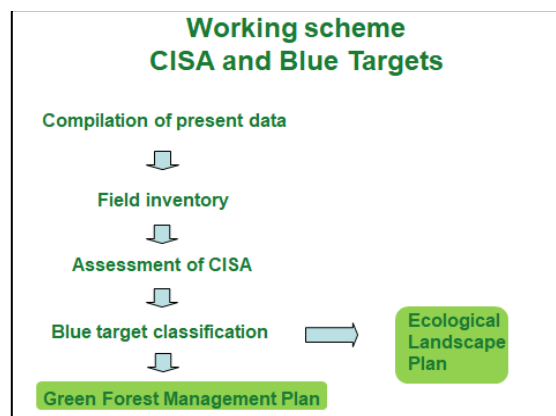 Working scheme
CISA and Blue Targets
Compilation of present data
Field inventory
Assessment of CISA
Blue target classification
Ecological
Landscape
Plan
Green Forest Management Plan